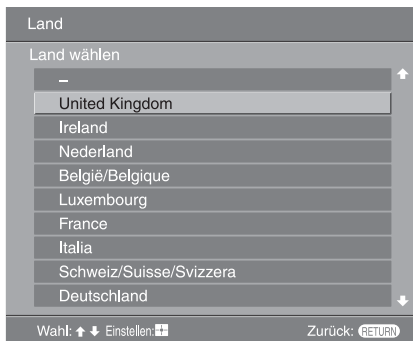 Land
Land wählen
–
United Kingdom
Ireland
Nederland
België/Belgique
Luxembourg
France
Italia
Schweiz/Suisse/Svizzera
Deutschland
Wahl: Einstellen: Zurück: RETURN